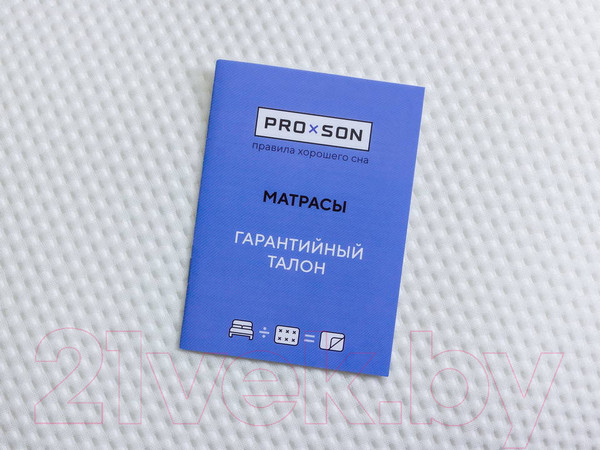 PRO×SON
правила хорошего сна
МАТРАСЫ
ГАРАНТИЙНЫЙ
ТАЛОН
÷ =
21vek.by